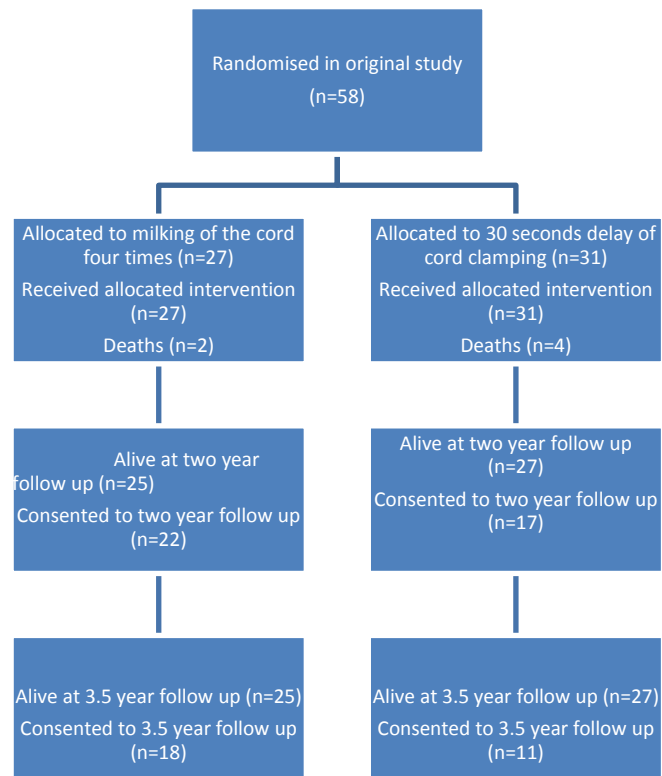 Randomised in original study
(n=58)
Allocated to milking of the cord
four times (n=27)
Received allocated intervention
(n=27)
Deaths (n=2)
Allocated to 30 seconds delay of
cord clamping (n=31)
Received allocated intervention
(n=31)
Deaths (n=4)
Alive at two year
follow up (n=25)
Consented to two year follow up
(n=22)
Alive at two year follow up
(n=27)
Consented to two year follow up
(n=17)
Alive at 3.5 year follow up (n=25)
Consented to 3.5 year follow up
(n=18)
Alive at 3.5 year follow up (n=27)
Consented to 3.5 year follow up
(n=11)